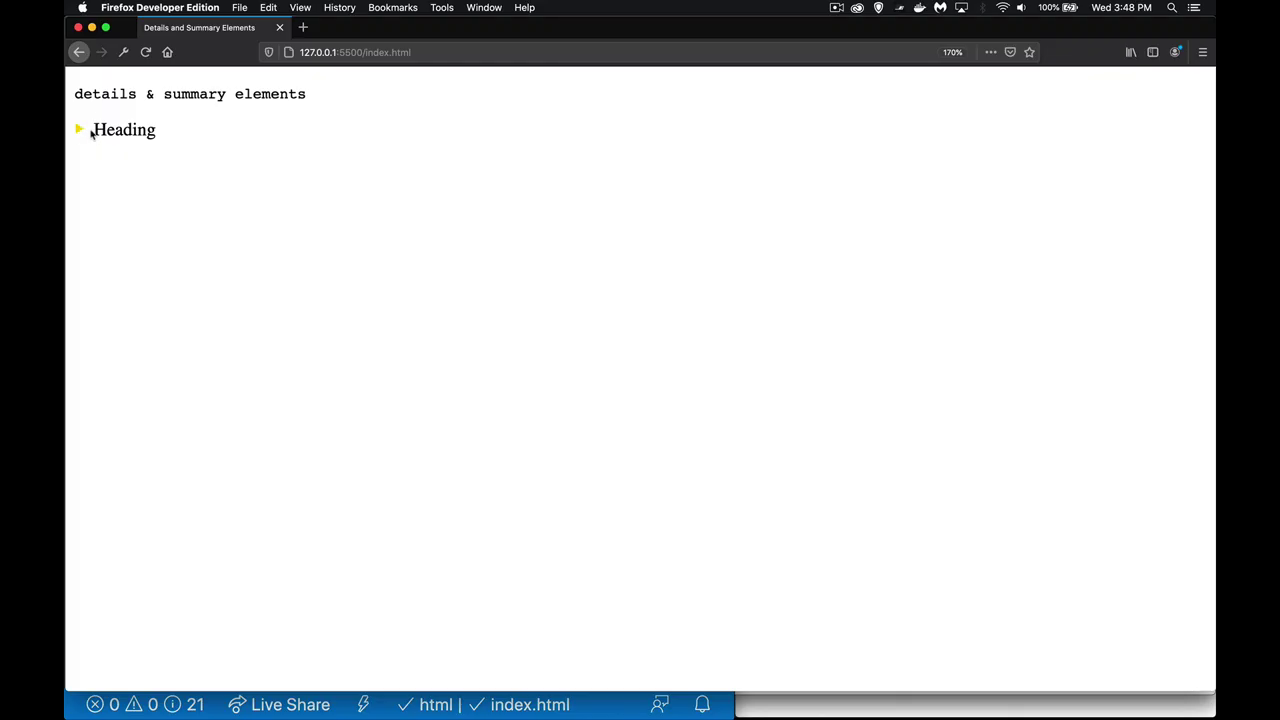 Firefox Developer Edition File Edit View History Bookmarks Tools Window Help 100% Wed 3:48 PM
Details and Summary Elements
127.0.0.1:5500/index.html 170%
details & summary elements
Heading
0 0 21 Live Share html | index.html